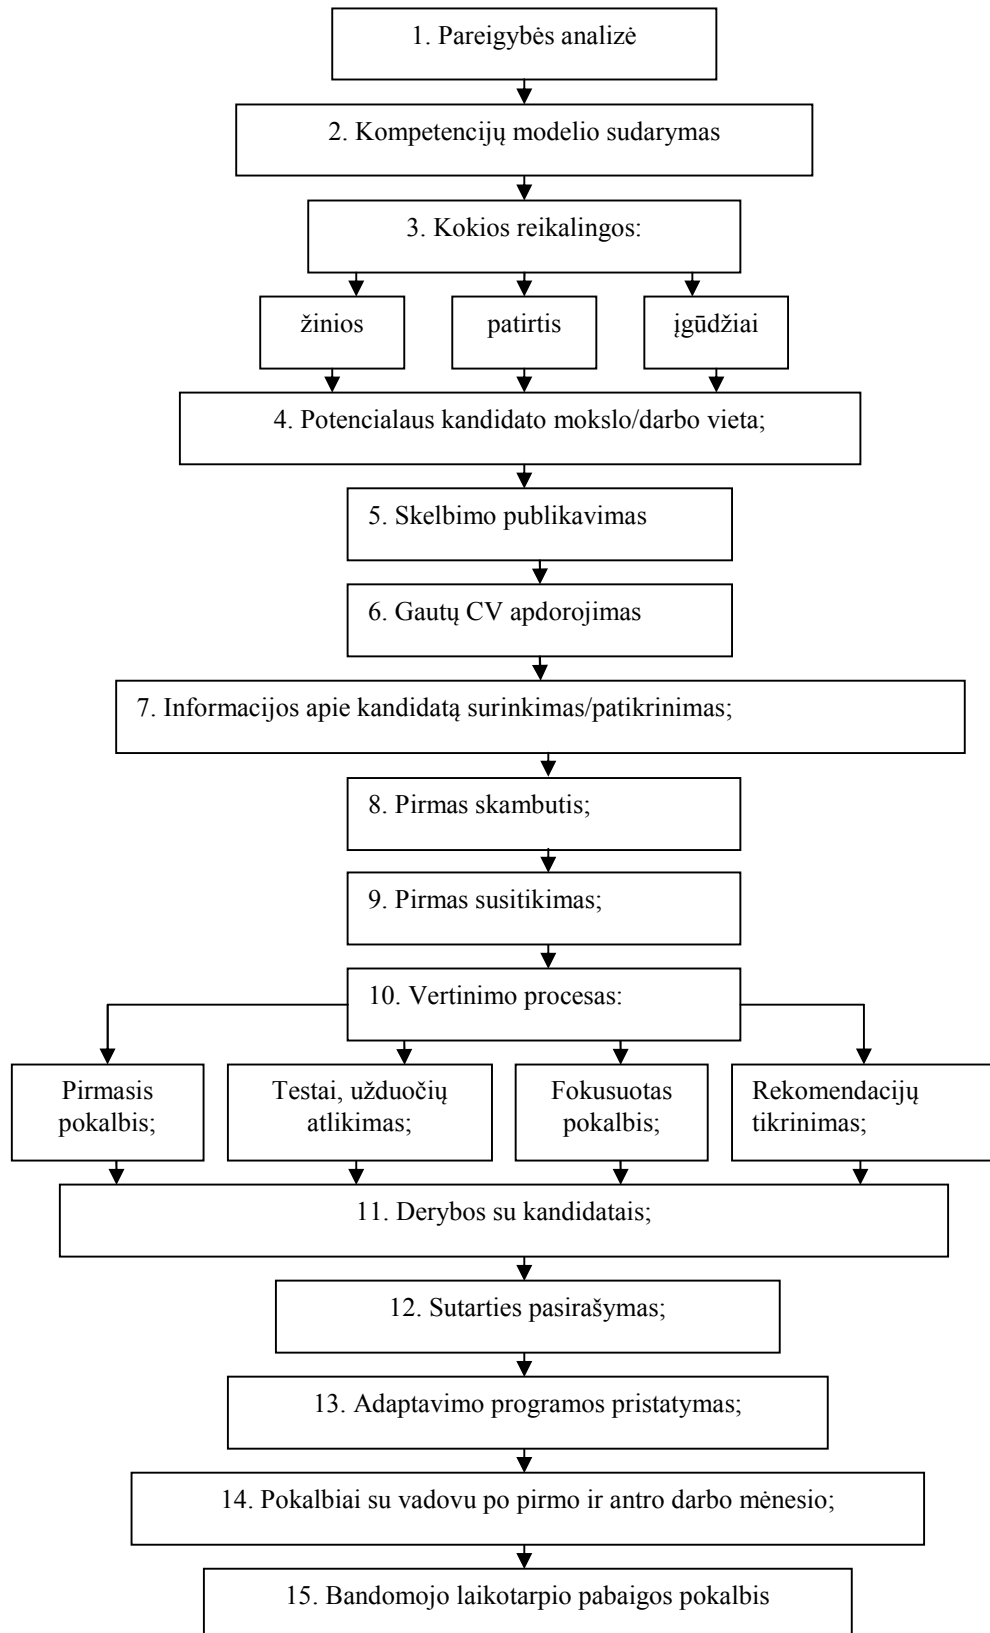 1. Pareigybės analizė
2. Kompetencijų modelio sudarymas
3. Kokios reikalingos:
žinios
patirtis
įgūdžiai
4. Potencialaus kandidato mokslo/darbo vieta;
5. Skelbimo publikavimas
6. Gautų CV apdorojimas
7. Informacijos apie kandidatą surinkimas/patikrinimas;
8. Pirmas skambutis;
9. Pirmas susitikimas;
10. Vertinimo procesas:
Pirmasis
pokalbis;
Testai, užduočių
atlikimas;
Fokusuotas
pokalbis;
Rekomendacijų
tikrinimas;
11. Derybos su kandidatais;
12. Sutarties pasirašymas;
13. Adaptavimo programos pristatymas;
14. Pokalbiai su vadovu po pirmo ir antro darbo mėnesio;
15. Bandomojo laikotarpio pabaigos pokalbis